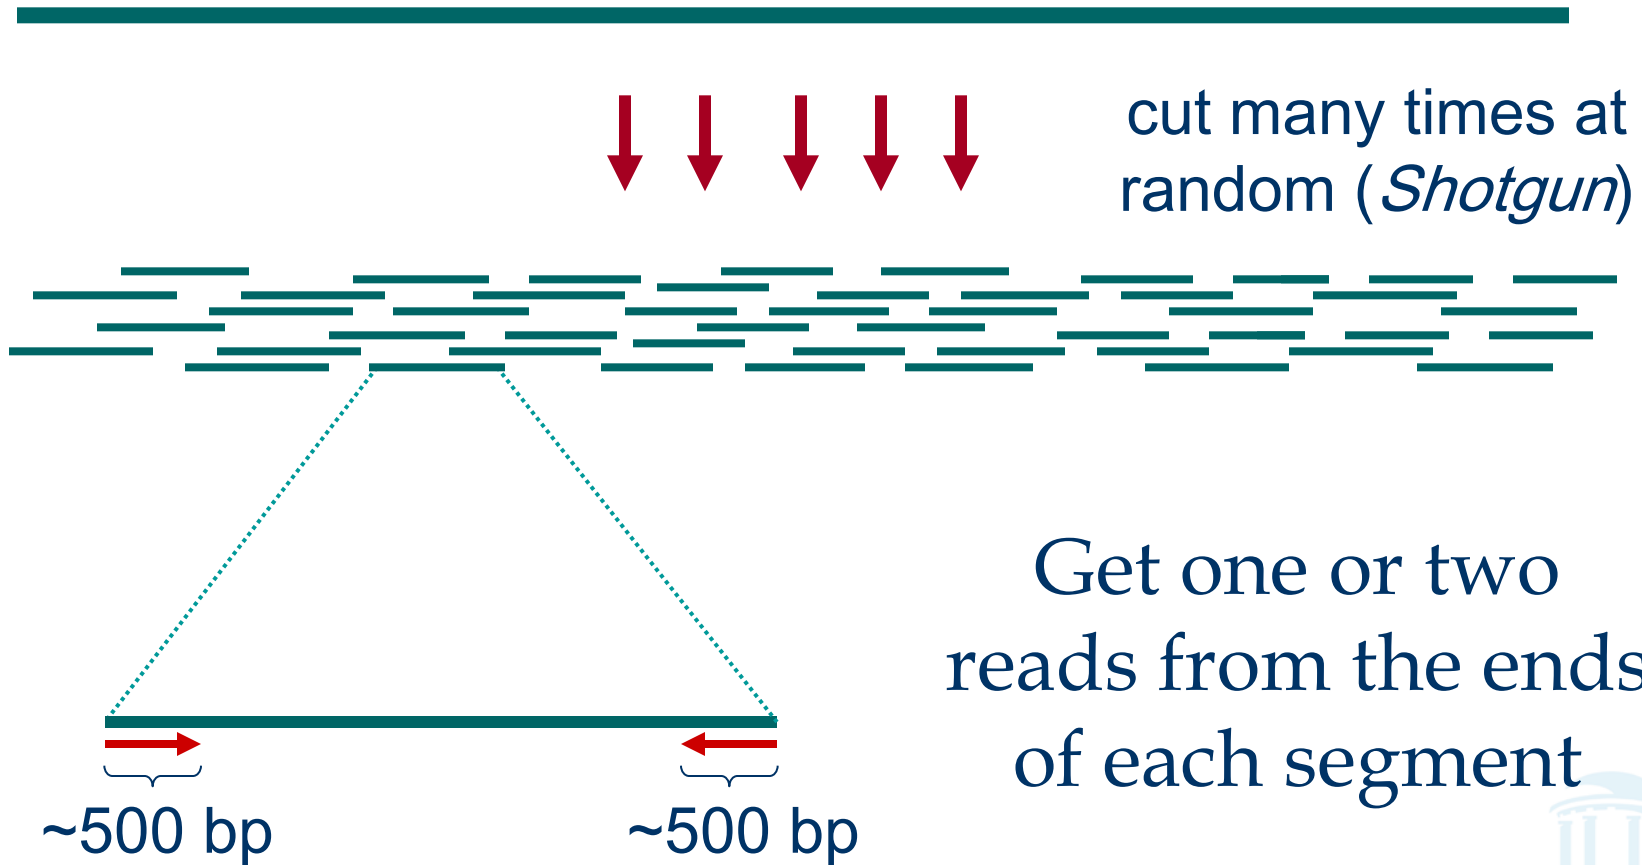 cut many times at
random (Shotgun)
Get one or two
reads from the ends
of each segment
~500 bp
~500 bp